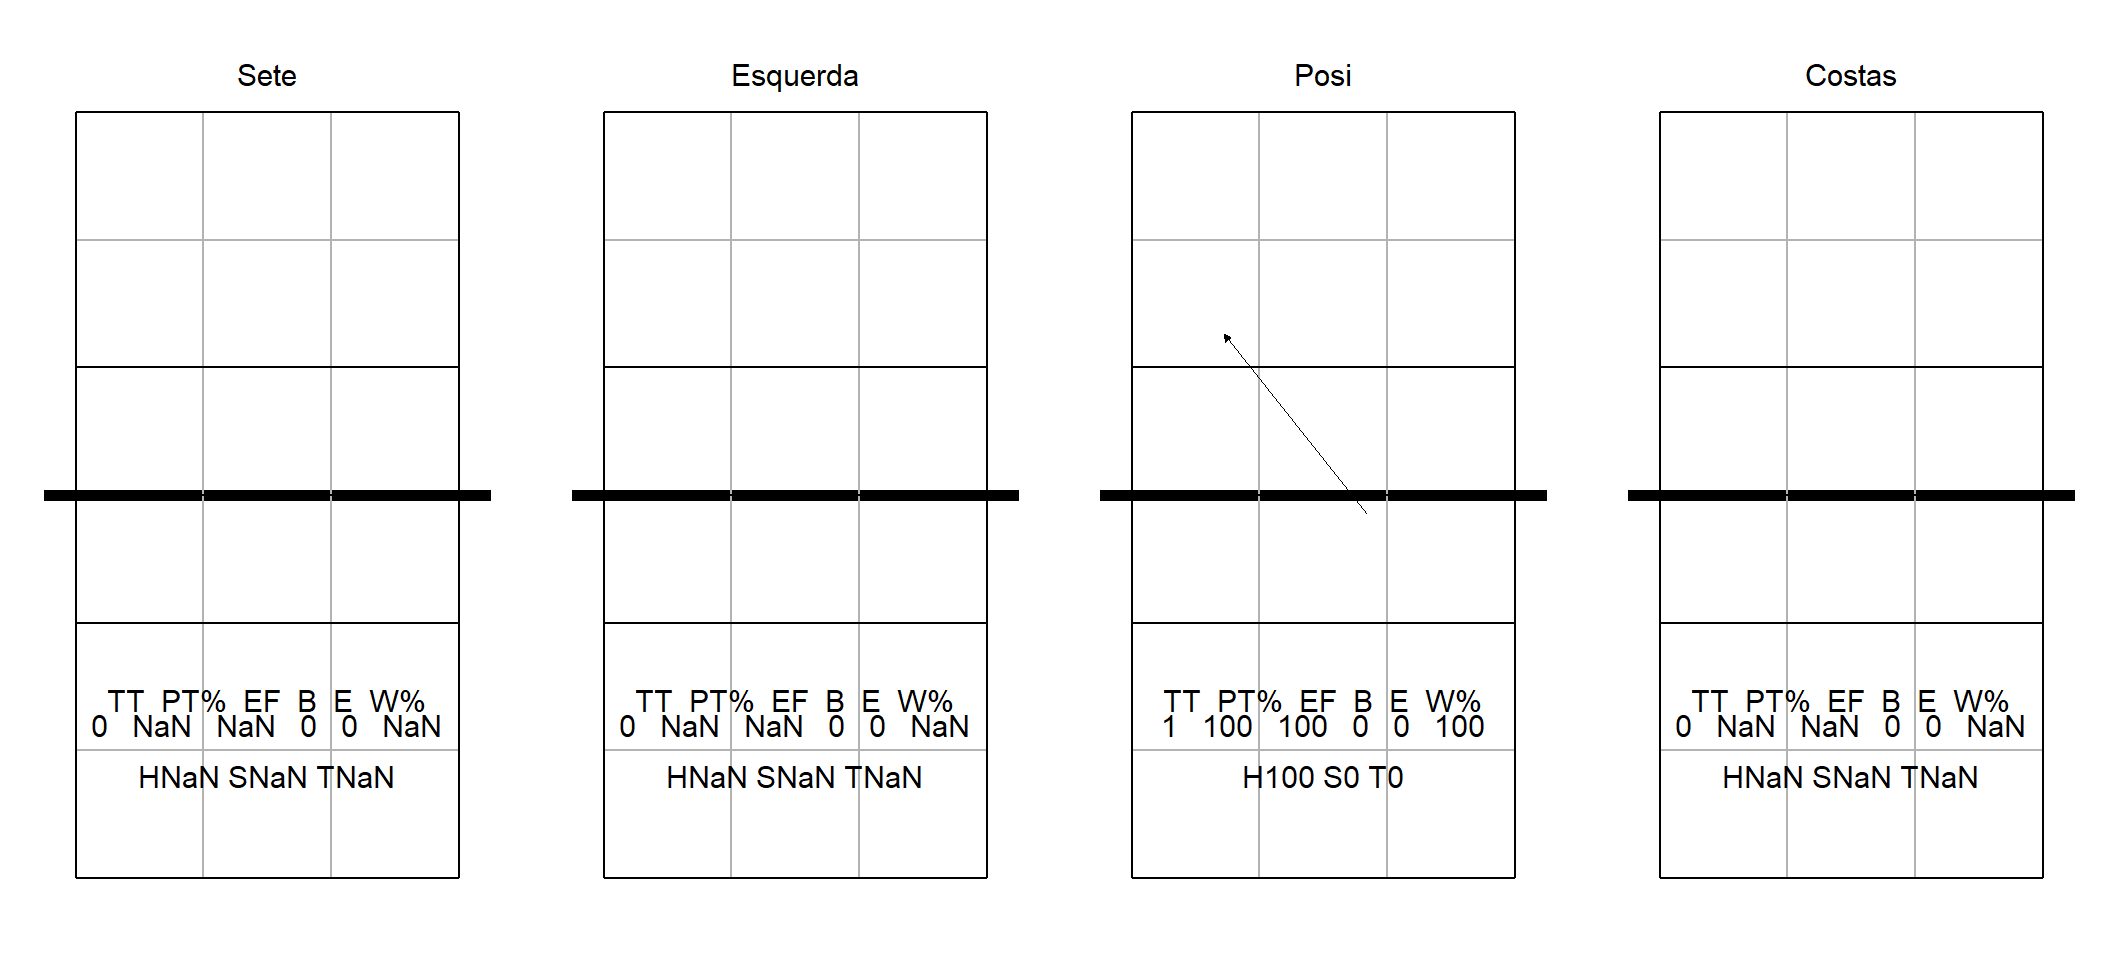 Sete
TT PT% EF B E W%
0 NaN NaN 0 0 NaN
HNaN SNaN TNaN
Esquerda
TT PT% EF B E W%
0 NaN NaN 0 0 NaN
HNaN SNaN TNaN
Posi
TT PT% EF B E W%
1 100 100 0 0 100
H100 S0 T0
Costas
TT PT% EF B E W%
0 NaN NaN 0 0 NaN
HNaN SNaN TNaN